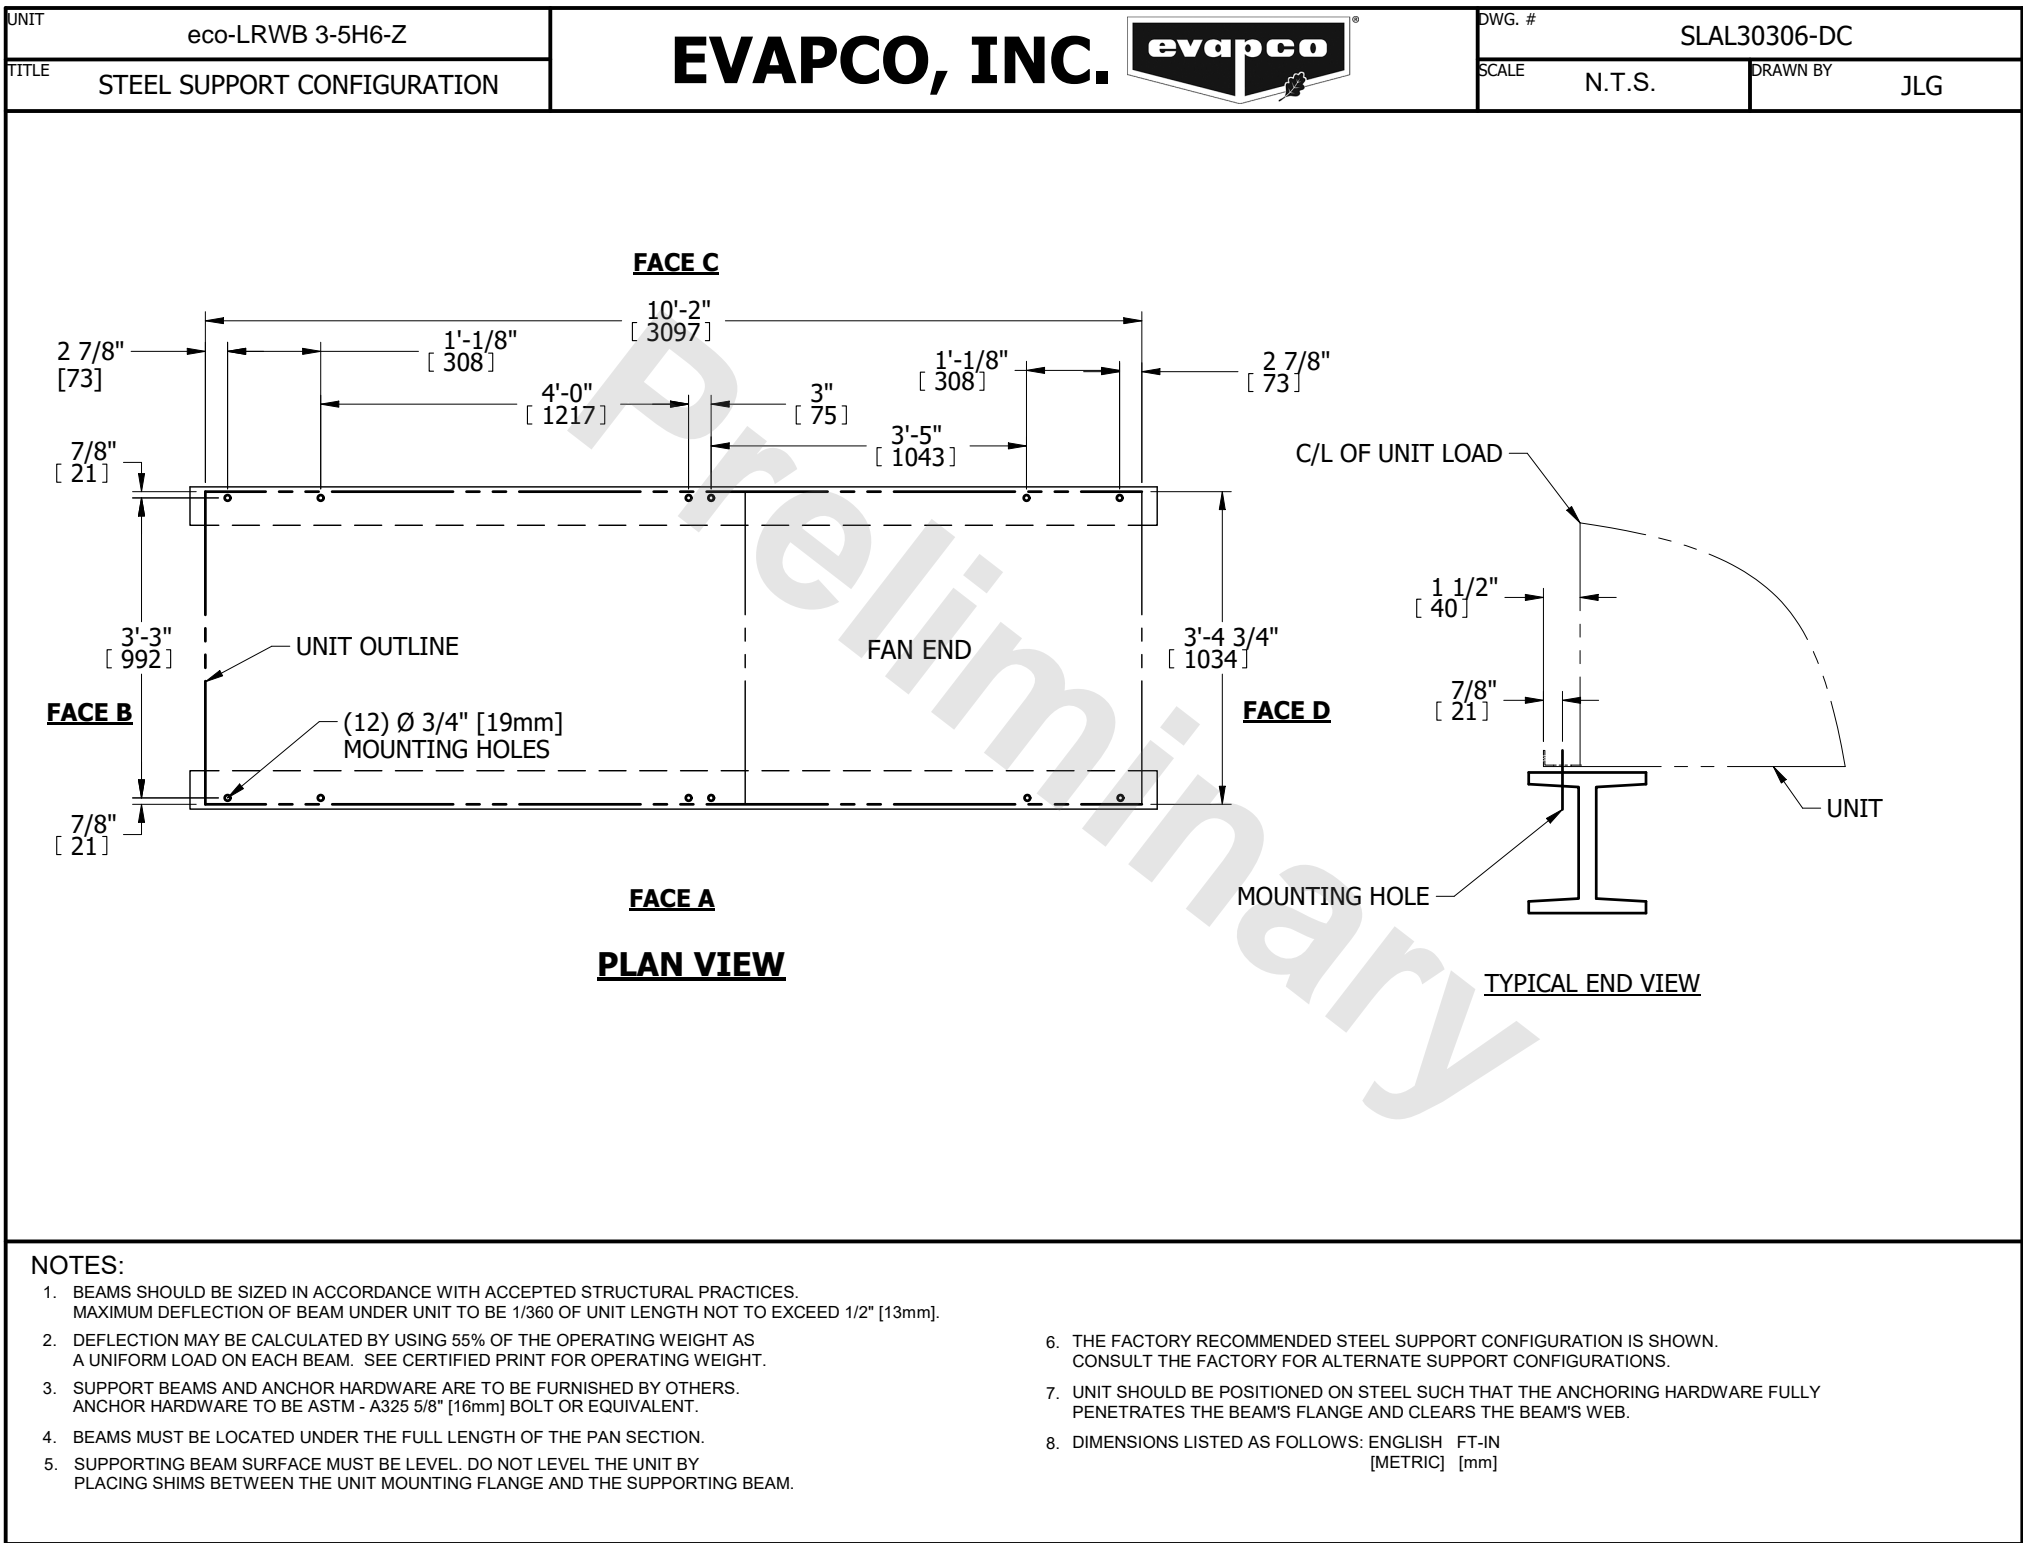 UNIT
eco-LRWB 3-5H6-Z
TITLE
STEEL SUPPORT CONFIGURATION
EVAPCO, INC.
evapco
®
DWG. #
SLAL30306-DC
SCALE
N.T.S.
DRAWN BY
JLG
FACE C
10'-2"
[ 3097]
2 7/8"
[73]
1'-1/8"
[ 308]
4'-0"
[ 1217]
3"
[ 75]
1'-1/8"
[ 308]
2 7/8"
[ 73]
3'-5"
[ 1043]
7/8"
[ 21]
3'-3"
[ 992]
UNIT OUTLINE
FAN END
3'-4 3/4"
[ 1034]
FACE B
(12) Ø 3/4" [19mm]
MOUNTING HOLES
FACE D
7/8"
[ 21]
FACE A
PLAN VIEW
C/L OF UNIT LOAD
1 1/2"
[ 40]
7/8"
[ 21]
UNIT
MOUNTING HOLE
TYPICAL END VIEW
Preliminary
NOTES:
1. BEAMS SHOULD BE SIZED IN ACCORDANCE WITH ACCEPTED STRUCTURAL PRACTICES.
MAXIMUM DEFLECTION OF BEAM UNDER UNIT TO BE 1/360 OF UNIT LENGTH NOT TO EXCEED 1/2" [13mm].
2. DEFLECTION MAY BE CALCULATED BY USING 55% OF THE OPERATING WEIGHT AS
A UNIFORM LOAD ON EACH BEAM. SEE CERTIFIED PRINT FOR OPERATING WEIGHT.
3. SUPPORT BEAMS AND ANCHOR HARDWARE ARE TO BE FURNISHED BY OTHERS.
ANCHOR HARDWARE TO BE ASTM - A325 5/8" [16mm] BOLT OR EQUIVALENT.
4. BEAMS MUST BE LOCATED UNDER THE FULL LENGTH OF THE PAN SECTION.
5. SUPPORTING BEAM SURFACE MUST BE LEVEL. DO NOT LEVEL THE UNIT BY
PLACING SHIMS BETWEEN THE UNIT MOUNTING FLANGE AND THE SUPPORTING BEAM.
6. THE FACTORY RECOMMENDED STEEL SUPPORT CONFIGURATION IS SHOWN.
CONSULT THE FACTORY FOR ALTERNATE SUPPORT CONFIGURATIONS.
7. UNIT SHOULD BE POSITIONED ON STEEL SUCH THAT THE ANCHORING HARDWARE FULLY
PENETRATES THE BEAM'S FLANGE AND CLEARS THE BEAM'S WEB.
8. DIMENSIONS LISTED AS FOLLOWS: ENGLISH FT-IN
[METRIC] [mm]